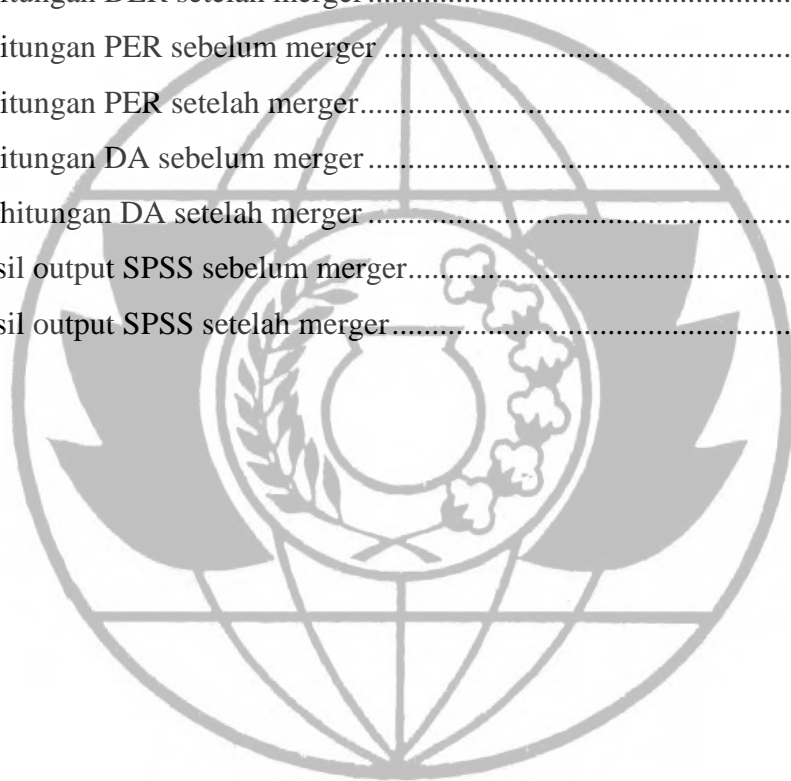 itungan DER setelah merger
itungan PER sebelum merger
itungan PER setelah merger
itungan DA sebelum merger
hitungan DA setelah merger
sil output SPSS sebelum merger
sil output SPSS setelah merger